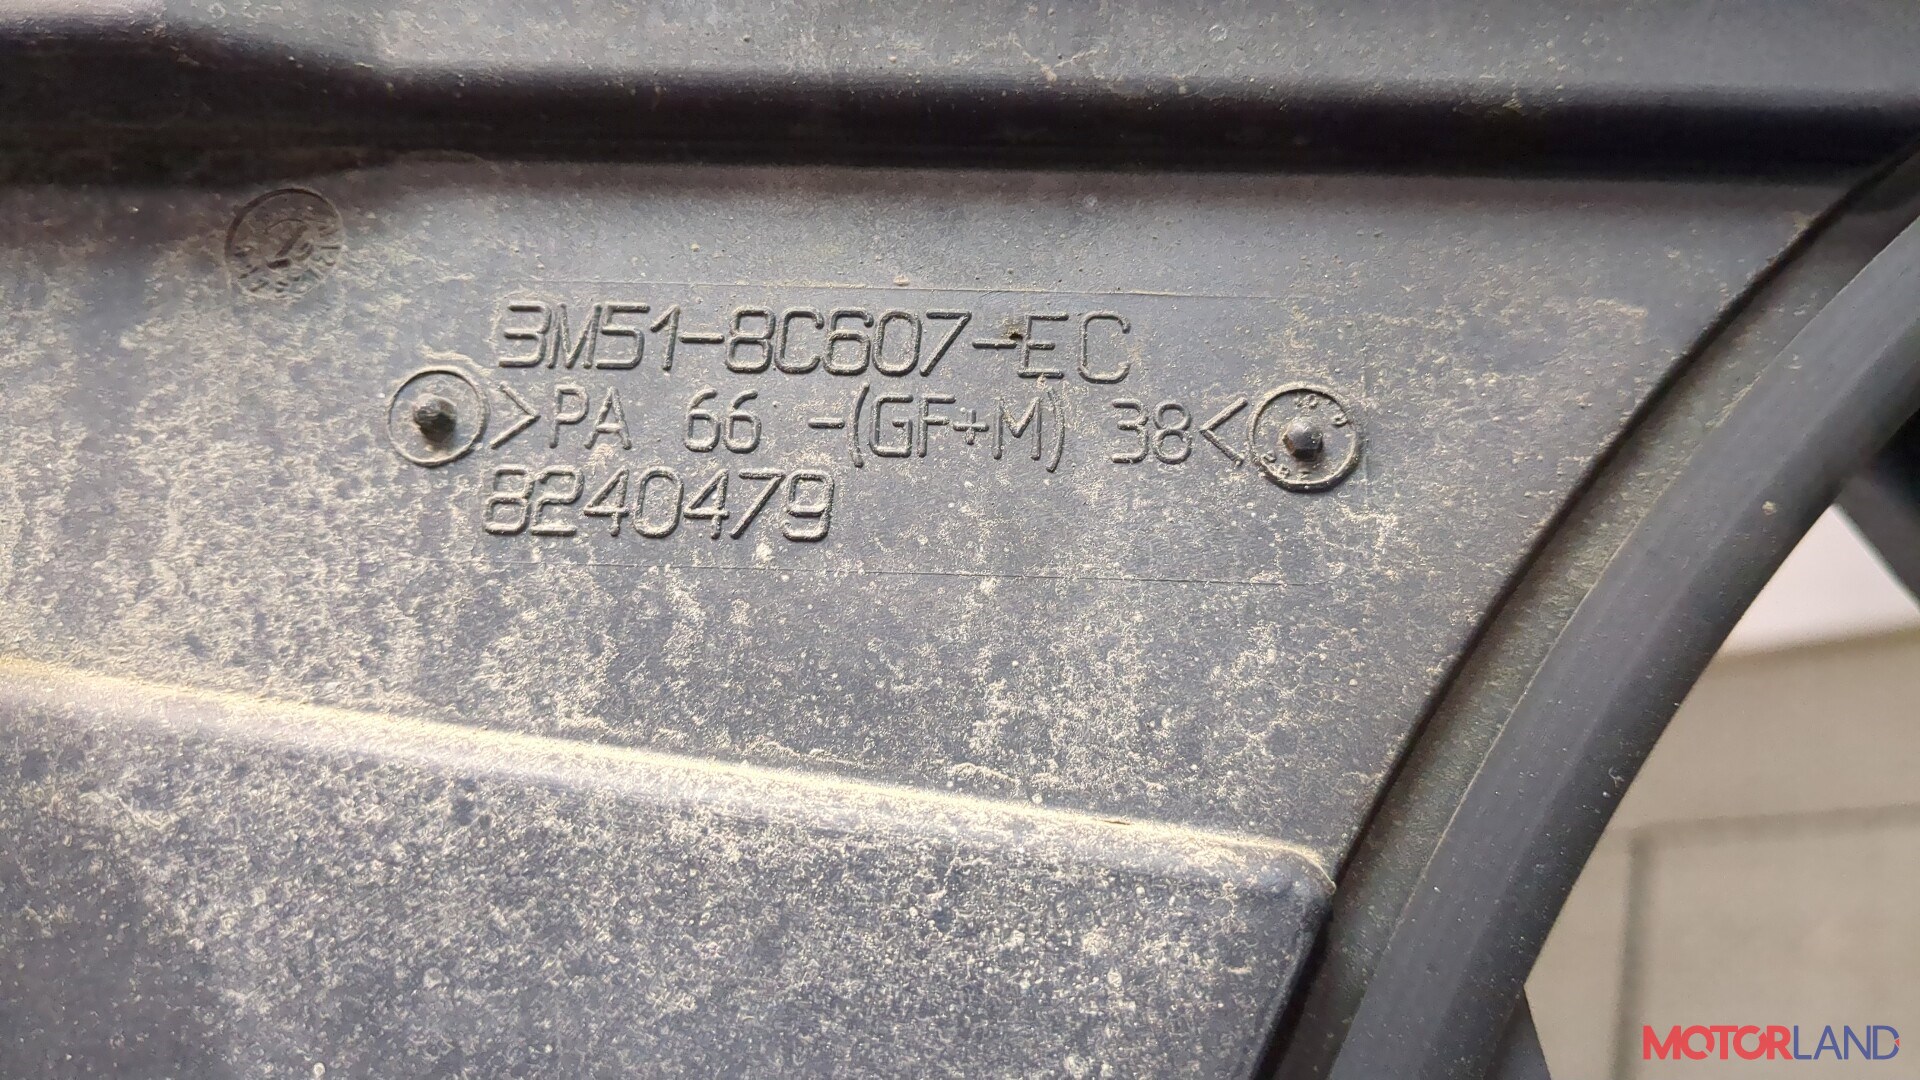 3M51-8C607-EC
>PA 66 -(GF+M) 38<
8240479
MOTORLAND